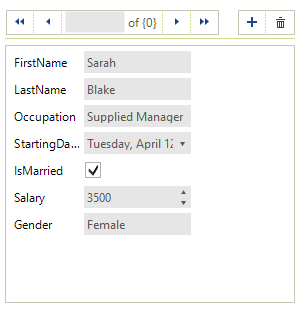 of {0}
FirstName Sarah
LastName Blake
Occupation Supplied Manager
StartingDa... Tuesday, April 12
IsMarried
Salary 3500
Gender Female